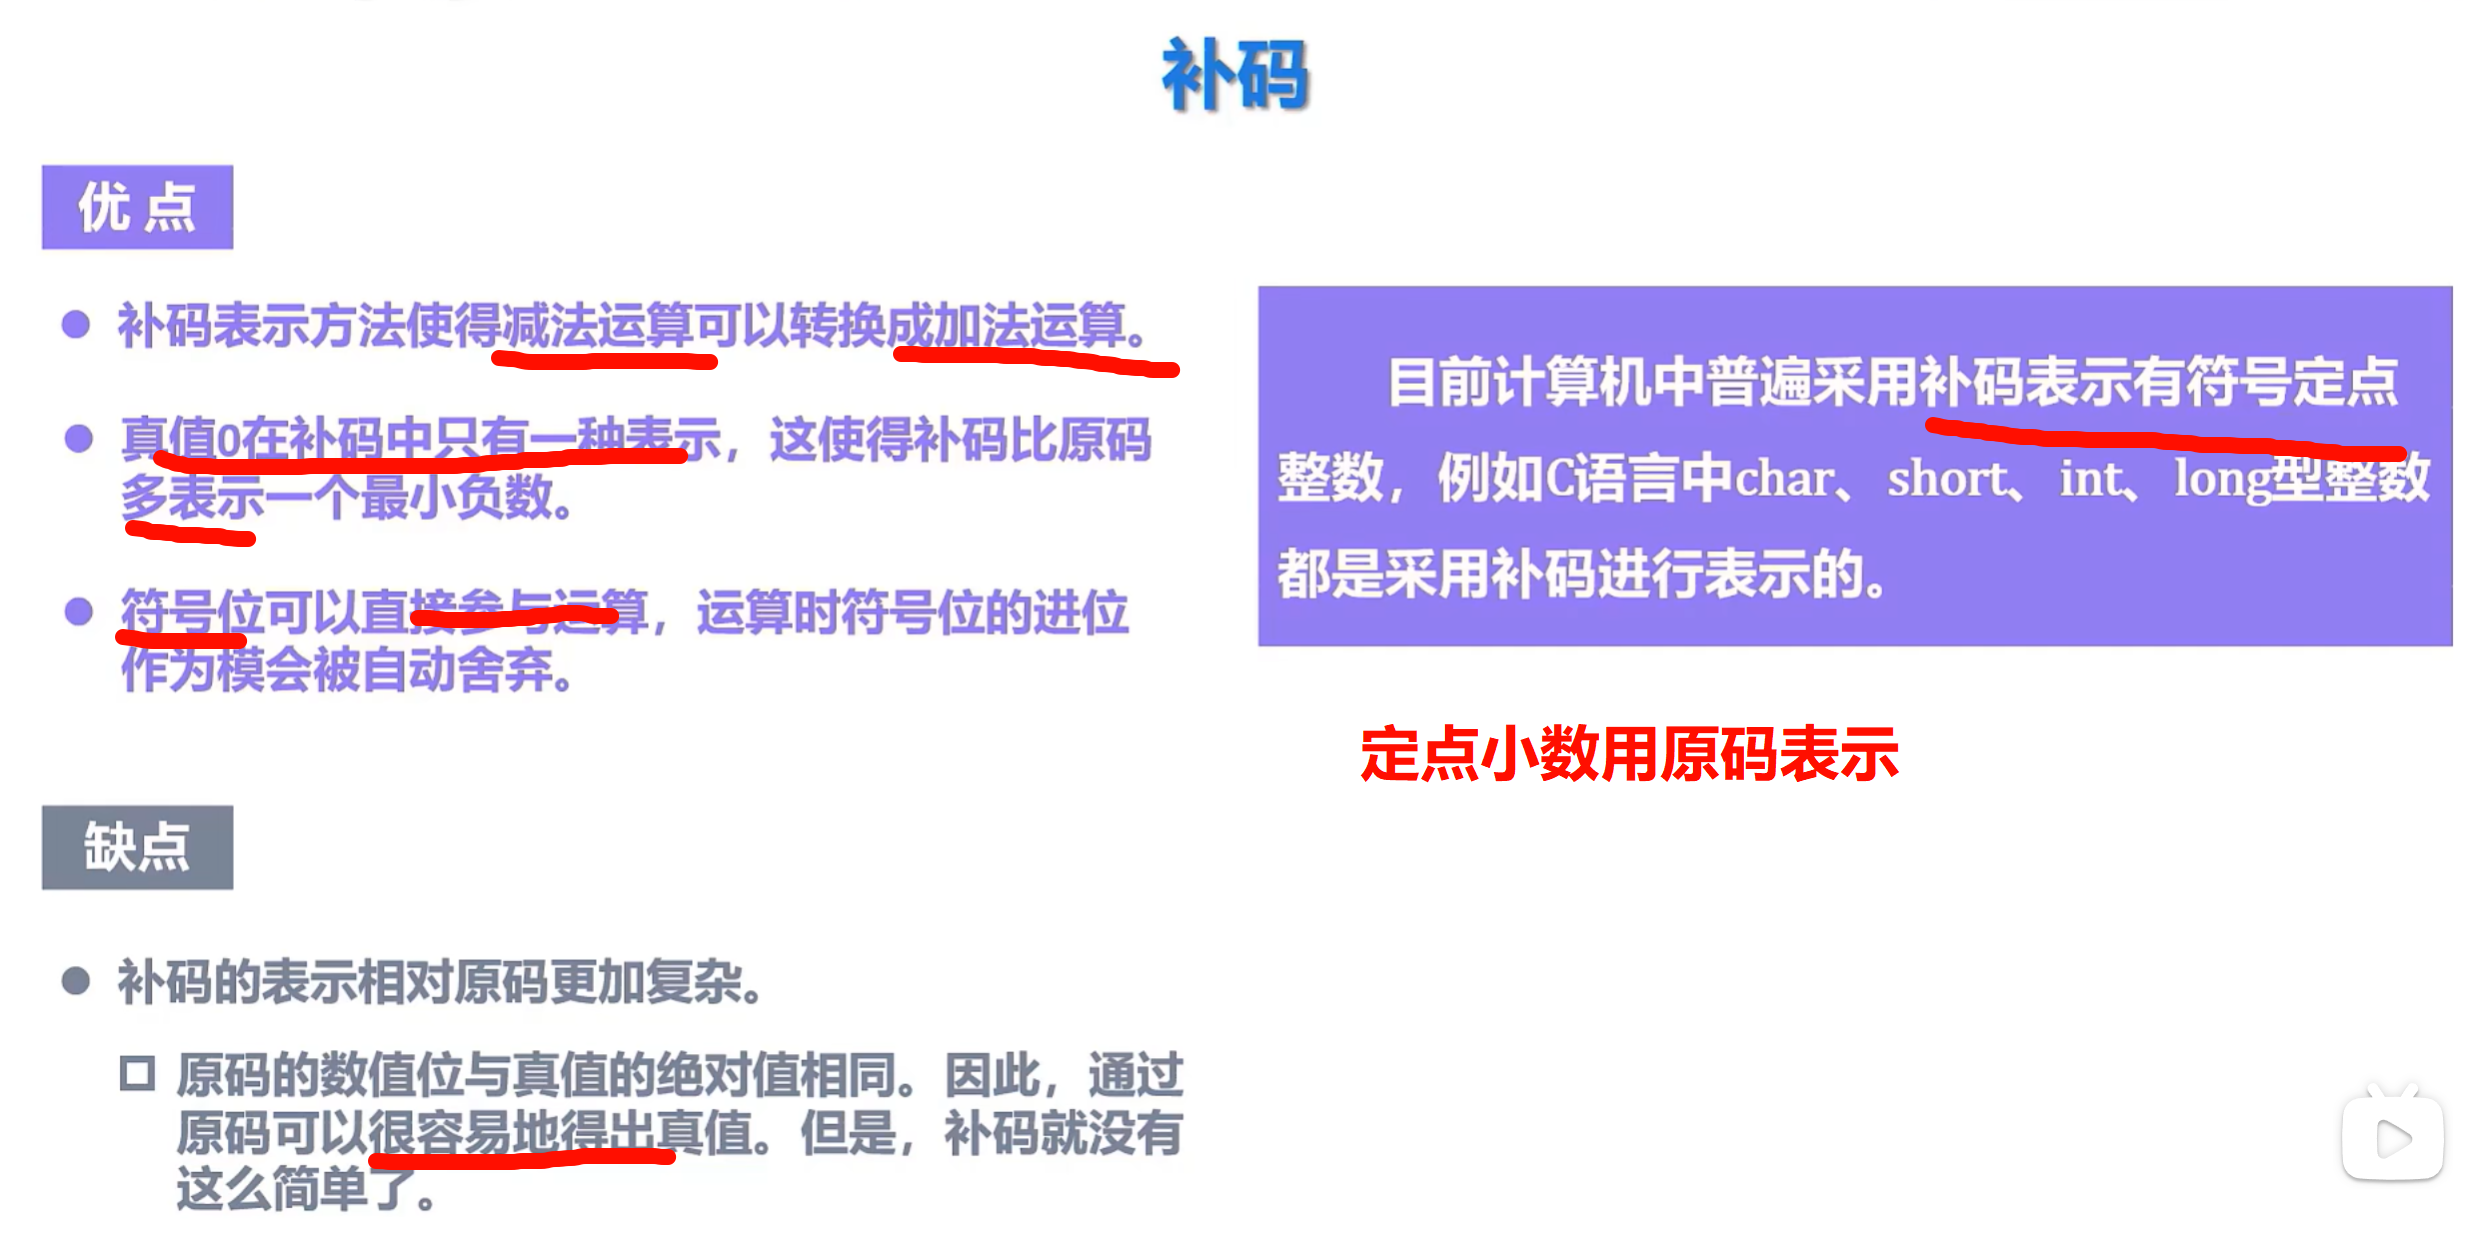 补码
优点
补码表示方法使得减法运算可以转换成加法运算。
真值0在补码中只有一种表示，这使得补码比原码
多表示一个最小负数。
符号位可以直接参与运算，运算时符号位的进位
作为模会被自动舍弃。
目前计算机中普遍采用补码表示有符号定点
整数，例如C语言中char、short、int、long型整数
都是采用补码进行表示的。
定点小数用原码表示
缺点
补码的表示相对原码更加复杂。
原码的数值位与真值的绝对值相同。因此，通过
原码可以很容易地得出真值。但是，补码就没有
这么简单了。